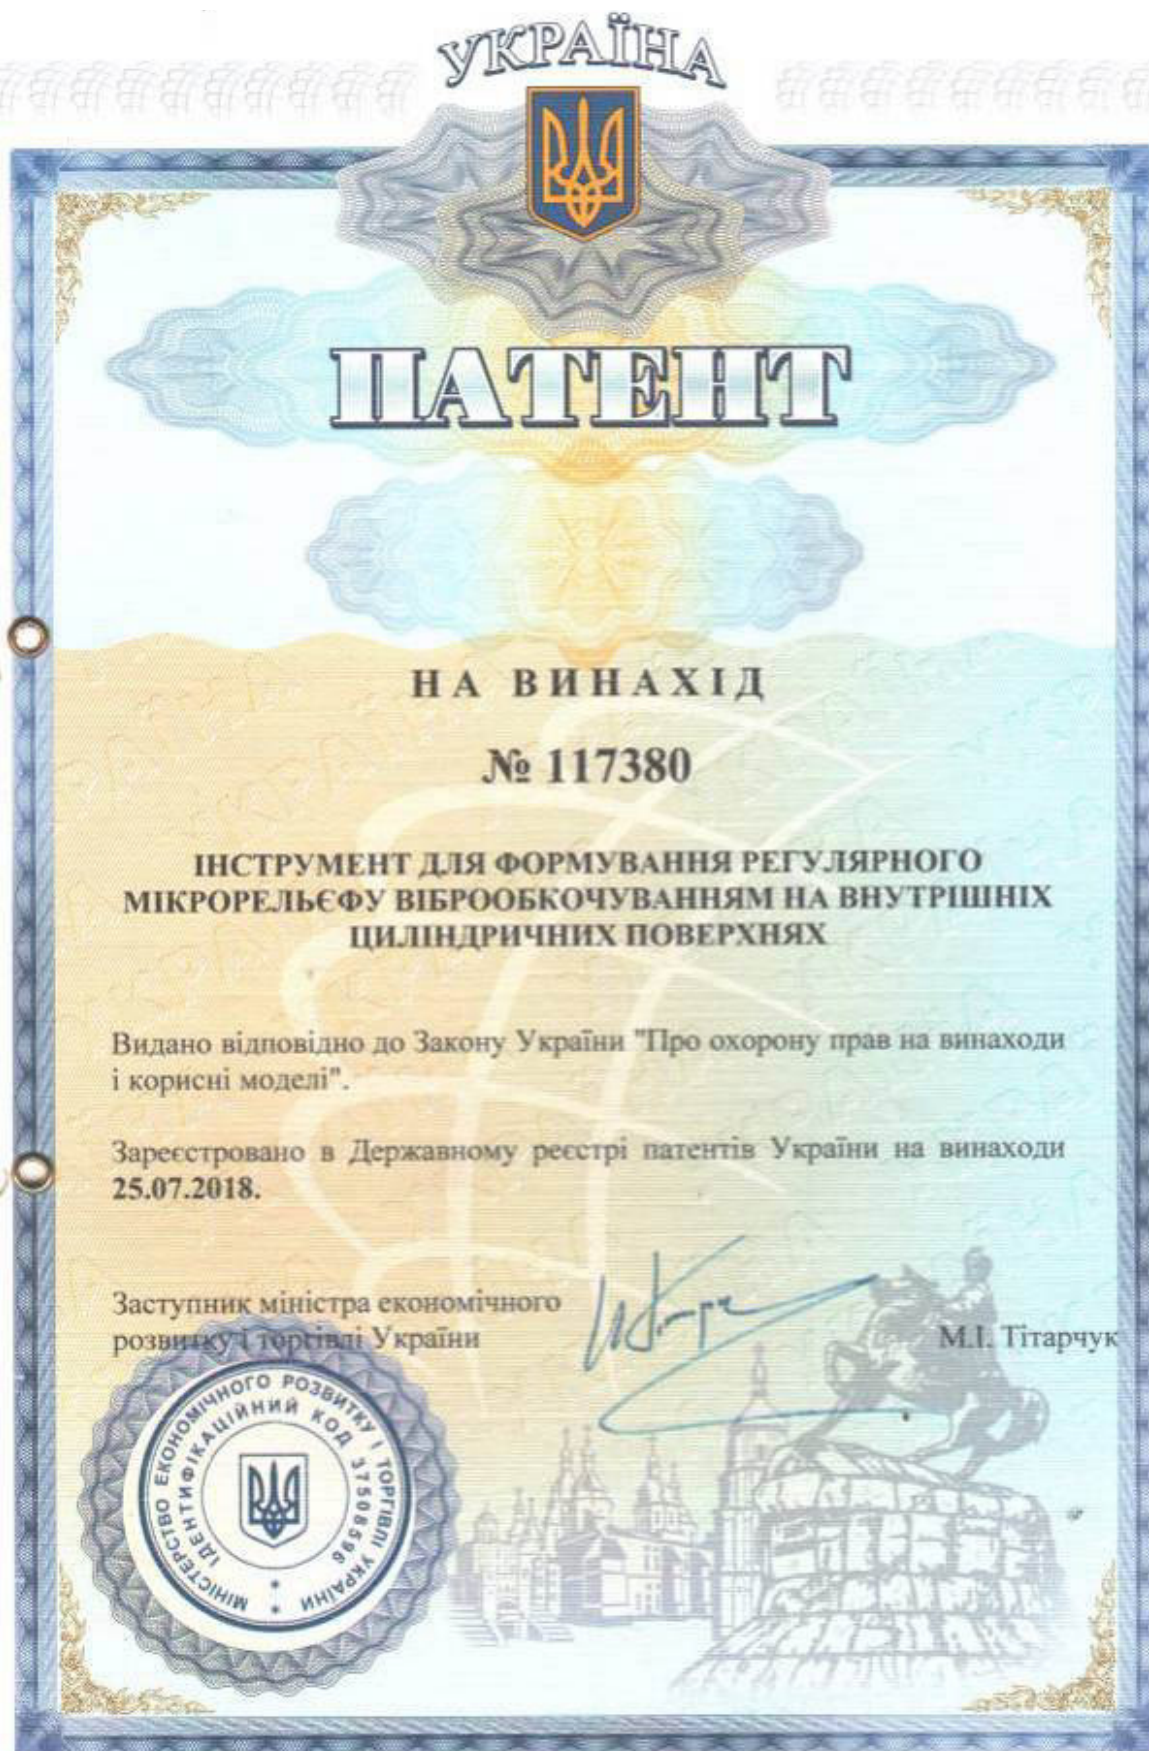 УКРАЇНА
ПАТЕНТ
НА ВИНАХІД
№ 117380
ІНСТРУМЕНТ ДЛЯ ФОРМУВАННЯ РЕГУЛЯРНОГО
МІКРОРЕЛЬЄФУ ВІБРООБКОЧУВАННЯМ НА ВНУТРІШНІХ
ЦИЛІНДРИЧНИХ ПОВЕРХНЯХ
Видано відповідно до Закону України "Про охорону прав на винаходи
і корисні моделі".
Зареєстровано в Державному реєстрі патентів України на винаходи
25.07.2018.
Заступник міністра економічного
розвитку і торгівлі України
М.І. Тітарчук
МІНІСТЕРСТВО ЕКОНОМІЧНОГО РОЗВИТКУ І ТОРГІВЛІ УКРАЇНИ
ІДЕНТИФІКАЦІЙНИЙ КОД 37508596